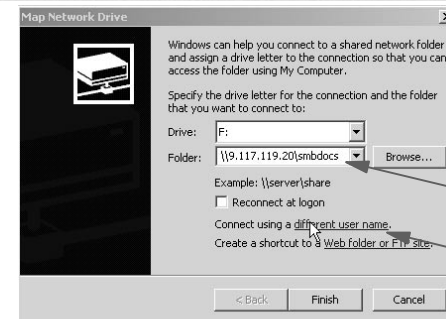 Map Network Drive
Windows can help you connect to a shared network folder
and assign a drive letter to the connection so that you can
access the folder using My Computer.
Specify the drive letter for the connection and the folder
that you want to connect to:
Drive: F:
Folder: \\9.117.119.20\smbdocs Browse...
Example: \\server\share
Reconnect at logon
Connect using a different user name.
Create a shortcut to a Web folder or FTP site.
< Back Finish Cancel